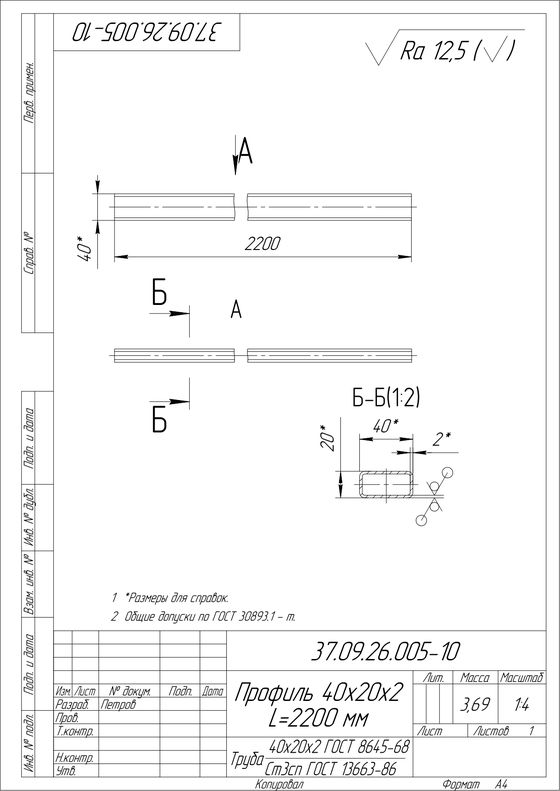 37.09.26.005-10
Ra 12,5 (√)
Перв. примен.
Справ. №
А
40*
2200
Б
А
Б
Б-Б(1:2)
40*
20*
2*
1 *Размеры для справок.
2 Общие допуски по ГОСТ 30893.1 - m.
Подп. и дата
Инв. № дубл.
Взам. инв. №
Подп. и дата
Инв. № подл.
37.09.26.005-10
Изм. Лист № докум. Подп. Дата
Разраб. Петров
Пров.
Т.контр.
Н.контр.
Утв.
Профиль 40х20х2
L=2200 мм
Лит. Масса Масштаб
3,69 1:4
Лист Листов 1
Труба
40х20х2 ГОСТ 8645-68
Ст3сп ГОСТ 13663-86
Копировал Формат А4